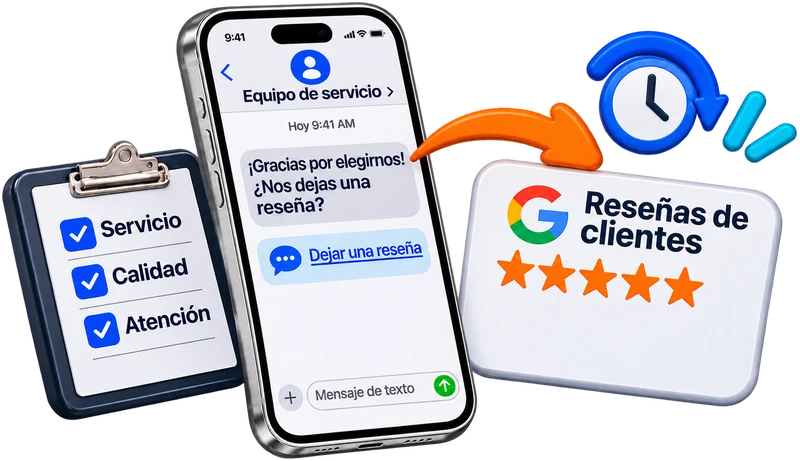 Servicio
Calidad
Atención
9:41
Equipo de servicio
Hoy 9:41 AM
¡Gracias por elegirnos!
¿Nos dejas una
reseña?
Dejar una reseña
Mensaje de texto
G
Reseñas de
clientes